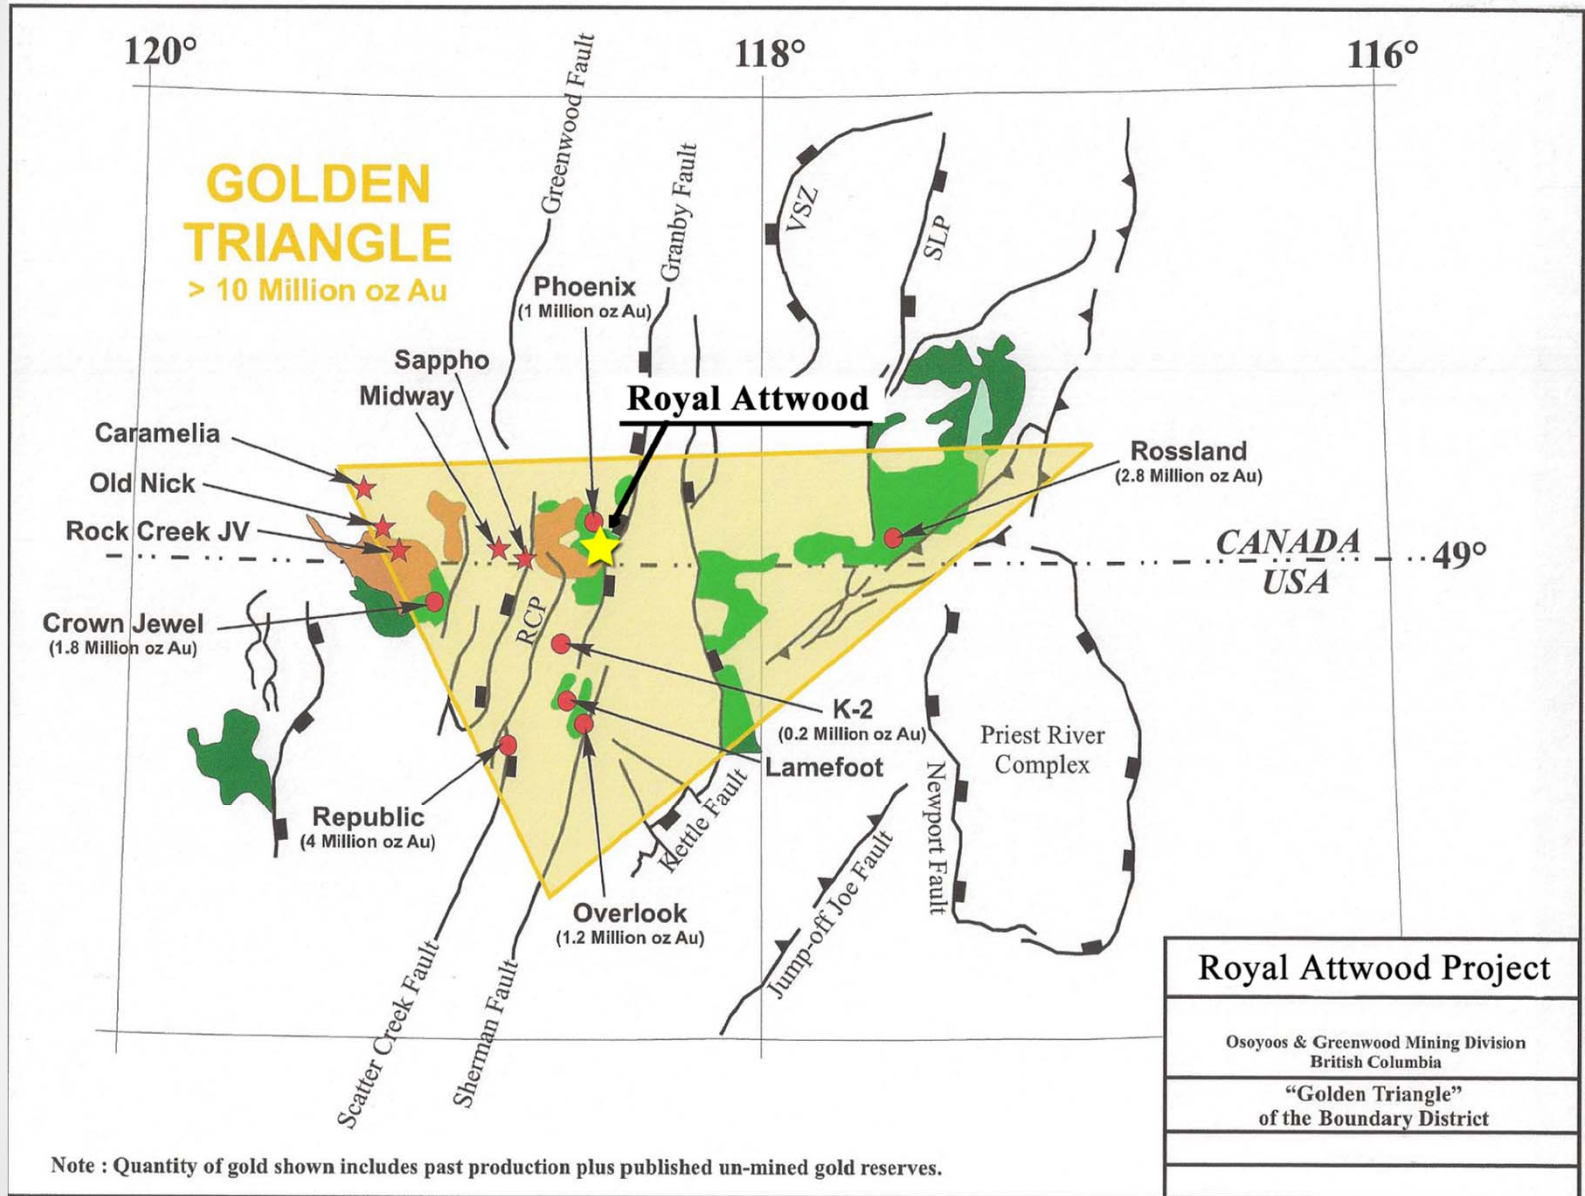 120°
118°
116°
GOLDEN
TRIANGLE
> 10 Million oz Au
Greenwood Fault
Granby Fault
VSZ
SLP
Phoenix
(1 Million oz Au)
Sappho
Midway
Royal Attwood
Caramelia
Old Nick
Rock Creek JV
Rossland
(2.8 Million oz Au)
CANADA
49°
USA
Crown Jewel
(1.8 Million oz Au)
RCP
K-2
(0.2 Million oz Au)
Lamefoot
Priest River
Complex
Republic
(4 Million oz Au)
Kettle Fault
Newport Fault
Overlook
(1.2 Million oz Au)
Jump-off Joe Fault
Scatter Creek Fault
Sherman Fault
Royal Attwood Project
Osoyoos & Greenwood Mining Division
British Columbia
“Golden Triangle”
of the Boundary District
Note : Quantity of gold shown includes past production plus published un-mined gold reserves.